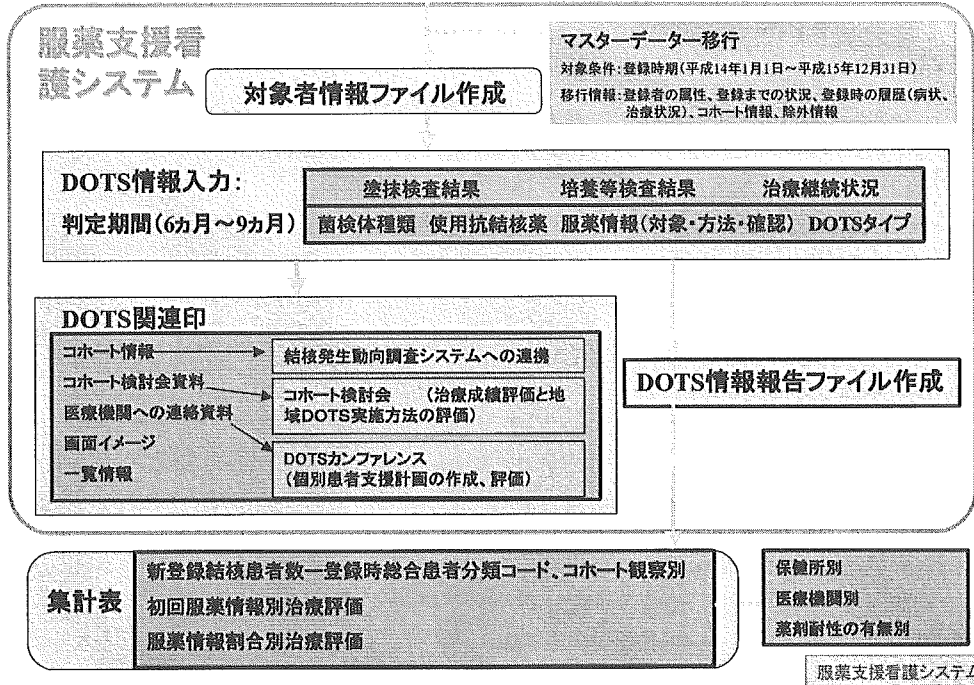 服薬支援看
護システム
対象者情報ファイル作成
マスターデーター移行
対象条件:登録時期(平成14年1月1日～平成15年12月31日)
移行情報:登録者の属性、登録までの状況、登録時の履歴(病状、
治療状況)、コホート情報、除外情報
DOTS情報入力:
判定期間(6ヵ月～9ヵ月)
塗抹検査結果 培養等検査結果 治療継続状況
菌検体種類 使用抗結核薬 服薬情報(対象・方法・確認) DOTSタイプ
DOTS関連印
コホート情報
コホート検討会資料
医療機関への連絡資料
画面イメージ
一覧情報
結核発生動向調査システムへの連携
コホート検討会 (治療成績評価と地
域DOTS実施方法の評価)
DOTSカンファレンス
(個別患者支援計画の作成、評価)
DOTS情報報告ファイル作成
集計表
新登録結核患者数ー登録時総合患者分類コード、コホート観察別
初回服薬情報別治療評価
服薬情報割合別治療評価
保健所別
医療機関別
薬剤耐性の有無別
服薬支援看護システム